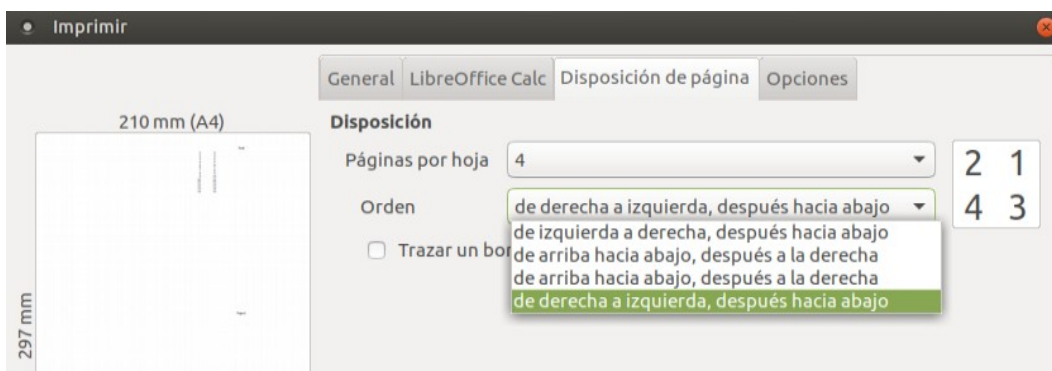 Imprimir
General LibreOffice Calc Disposición de página Opciones
210 mm (A4)
297 mm
Disposición
Páginas por hoja 4
Orden de derecha a izquierda, después hacia abajo
de izquierda a derecha, después hacia abajo
de arriba hacia abajo, después a la derecha
de arriba hacia abajo, después a la derecha
de derecha a izquierda, después hacia abajo
Trazar un bor
2 1
4 3